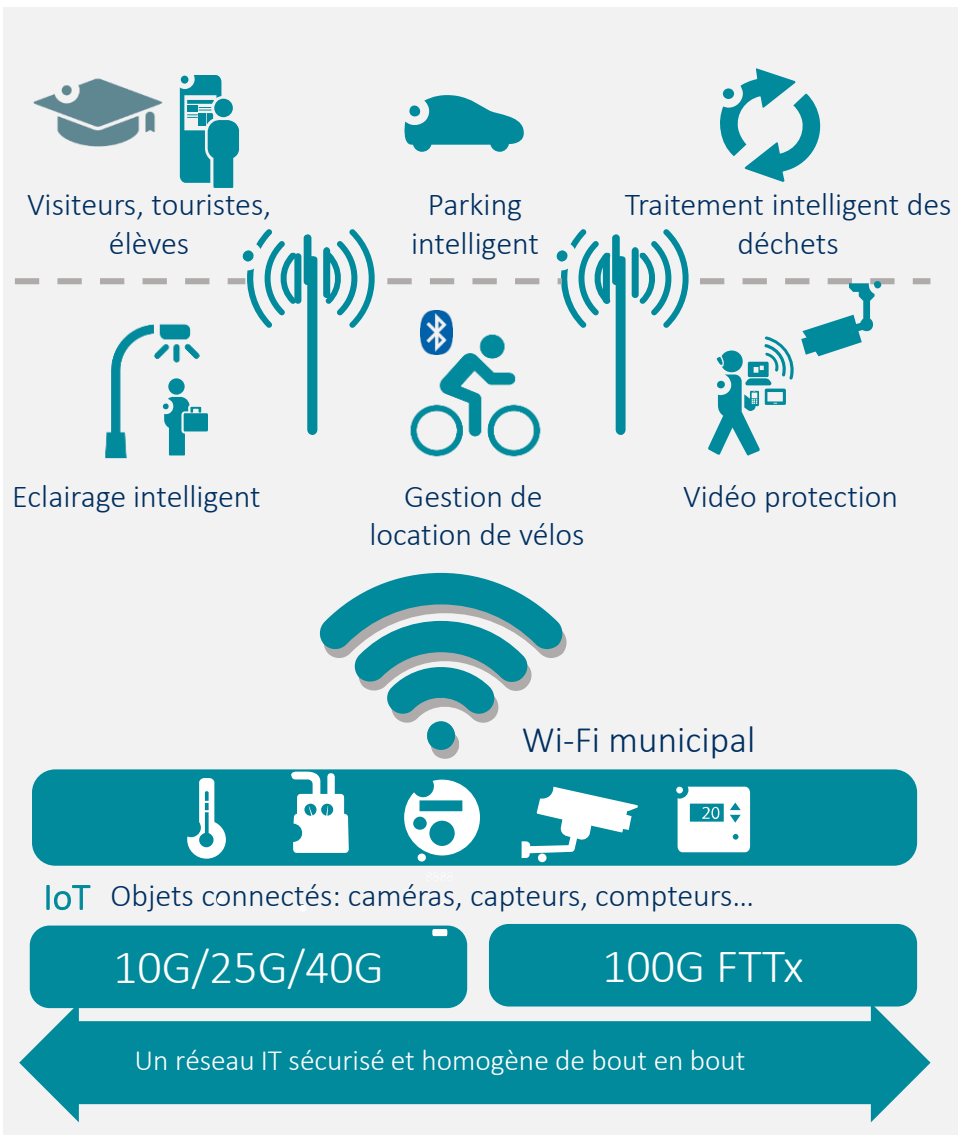 Visiteurs, touristes,
élèves
Parking
intelligent
Traitement intelligent des
déchets
Eclairage intelligent
Gestion de
location de vélos
Vidéo protection
Wi-Fi municipal
20
IoT Objets connectés: caméras, capteurs, compteurs...
10G/25G/40G
100G FTTx
Un réseau IT sécurisé et homogène de bout en bout